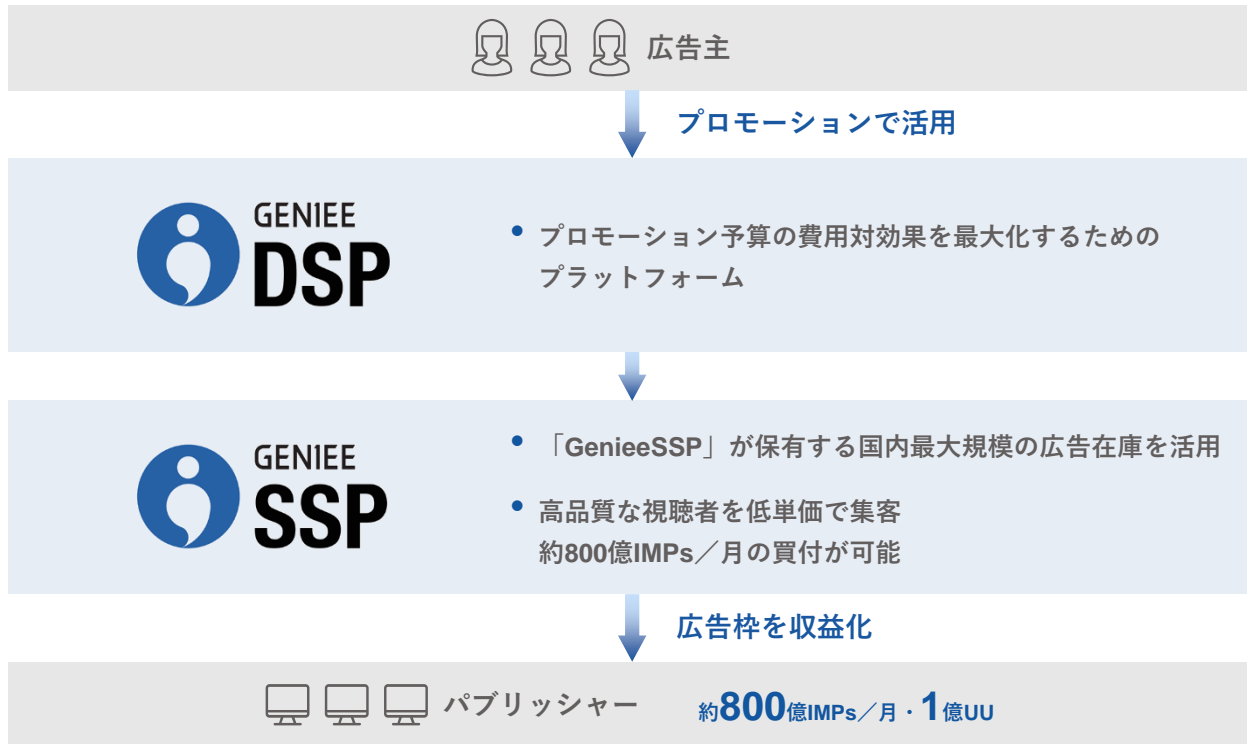 広告主
プロモーションで活用
GENIEE
DSP
• プロモーション予算の費用対効果を最大化するための
プラットフォーム
GENIEE
SSP
• 「GenieeSSP」が保有する国内最大規模の広告在庫を活用
• 高品質な視聴者を低単価で集客
約800億IMPs／月の買付が可能
広告枠を収益化
パブリッシャー 約800億IMPs／月・1億UU